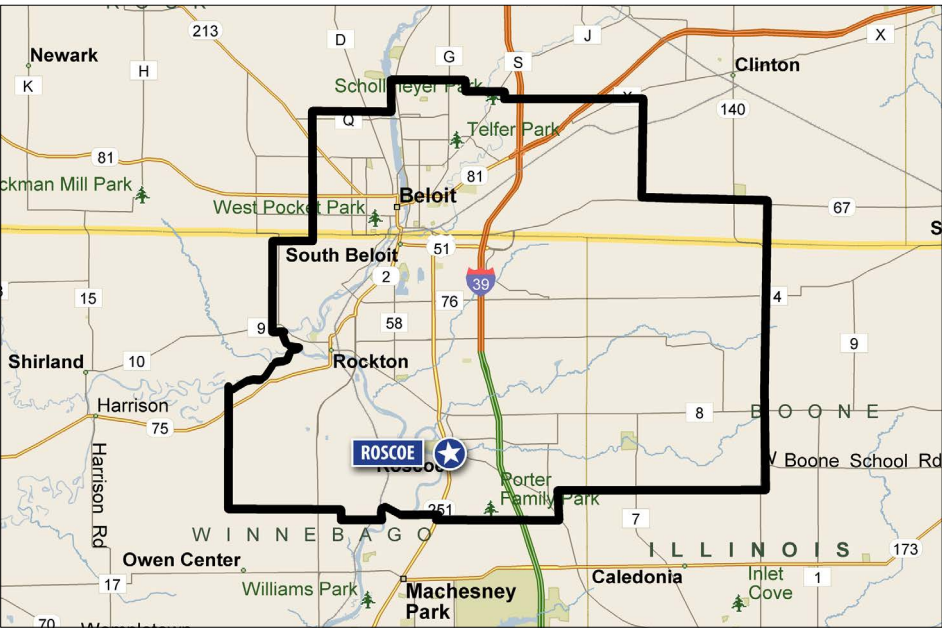 ROCK
213
D
G
S
J
X
Newark
H
K
Clinton
Schollmeyer Park
X
140
Q
Telfer Park
81
81
ckman Mill Park
Beloit
West Pocket Park
67
S
South Beloit
51
2
39
15
76
4
58
9
9
Shirland
10
Rockton
Harrison
8
BOONE
75
ROSCOE
Roscoe
W Boone School Rd
Harrison Rd
Porter
Family Park
251
7
WINNEBAGO
ILLINOIS
173
Owen Center
Caledonia
Inlet
Cove
17
1
Williams Park
Machesney
Park
70